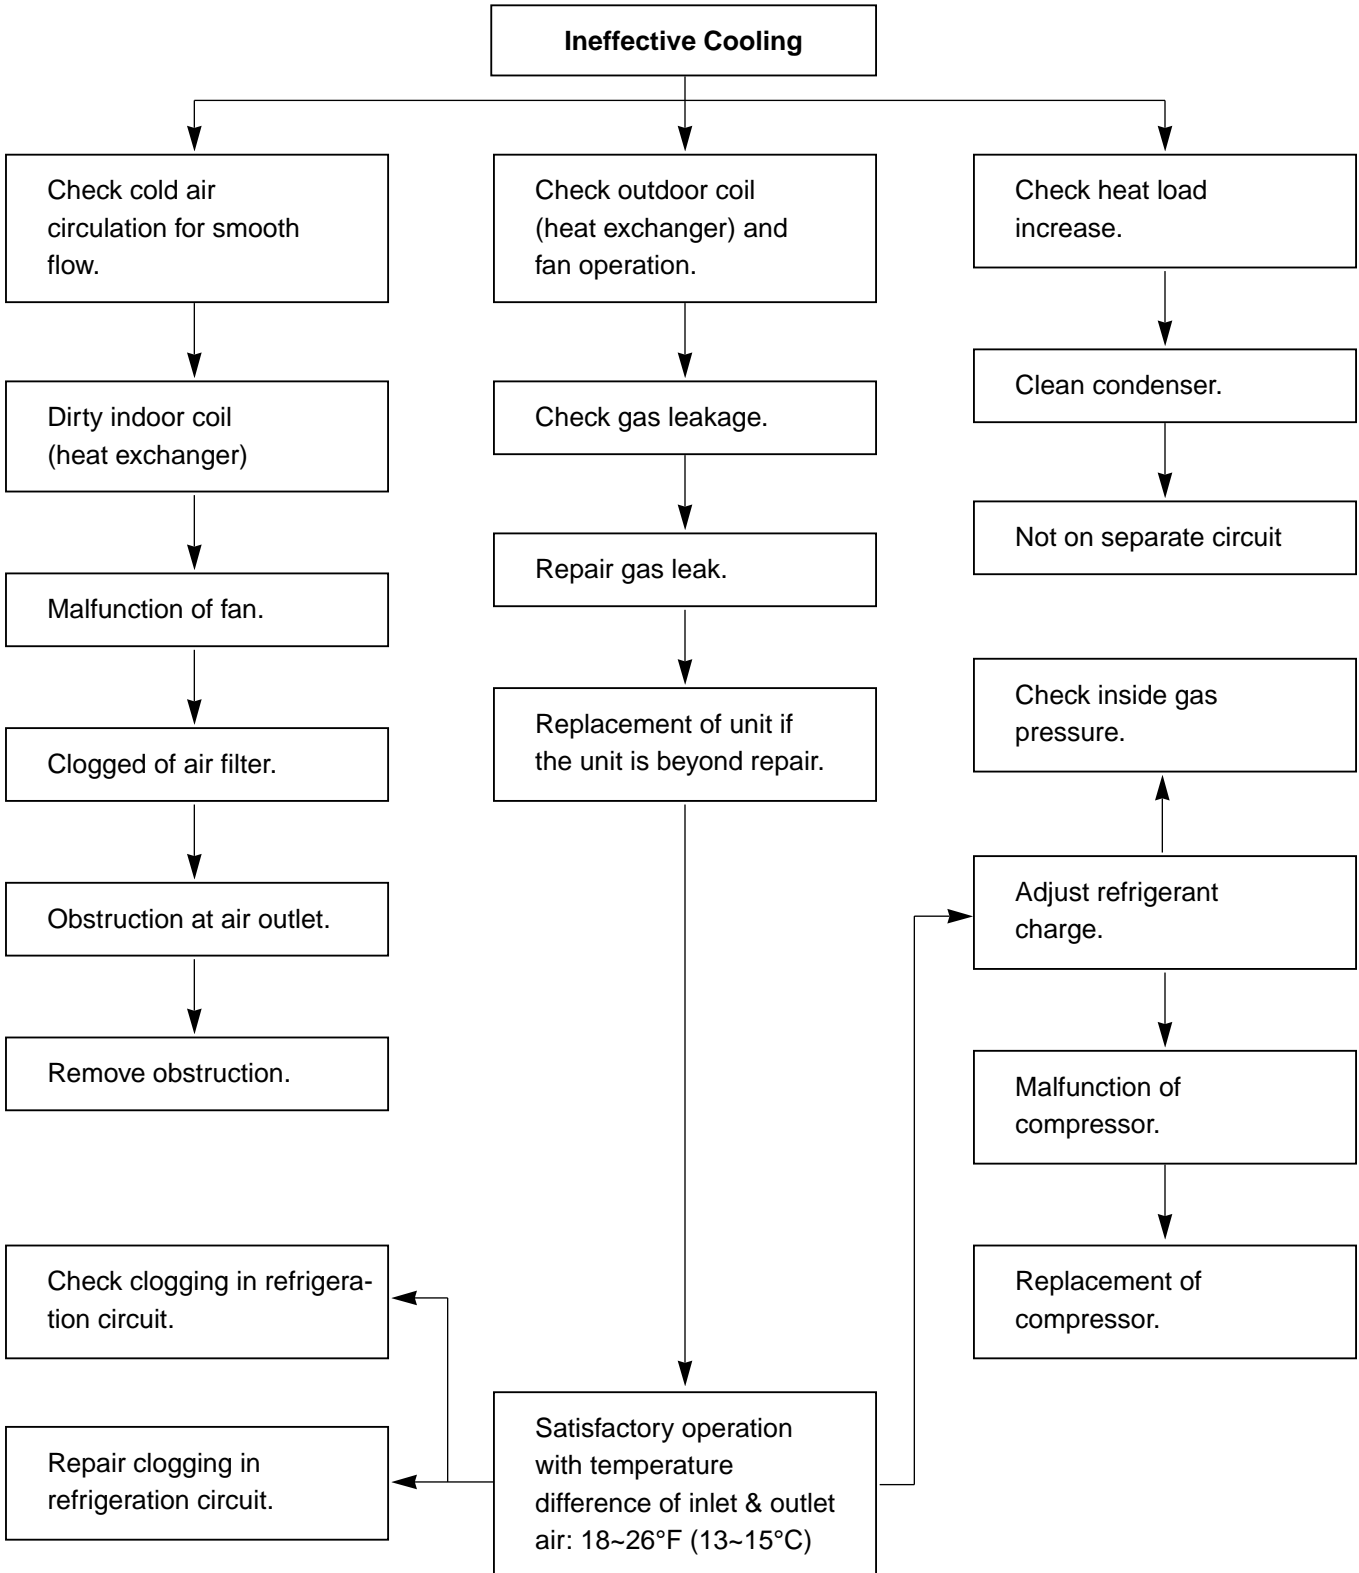 Ineffective Cooling
Check cold air
circulation for smooth
flow.
Dirty indoor coil
(heat exchanger)
Malfunction of fan.
Clogged of air filter.
Obstruction at air outlet.
Remove obstruction.
Check outdoor coil
(heat exchanger) and
fan operation.
Check gas leakage.
Repair gas leak.
Replacement of unit if
the unit is beyond repair.
Check heat load
increase.
Clean condenser.
Not on separate circuit
Check inside gas
pressure.
Adjust refrigerant
charge.
Malfunction of
compressor.
Replacement of
compressor.
Check clogging in refrigera-
tion circuit.
Repair clogging in
refrigeration circuit.
Satisfactory operation
with temperature
difference of inlet & outlet
air: 18~26°F (13~15°C)